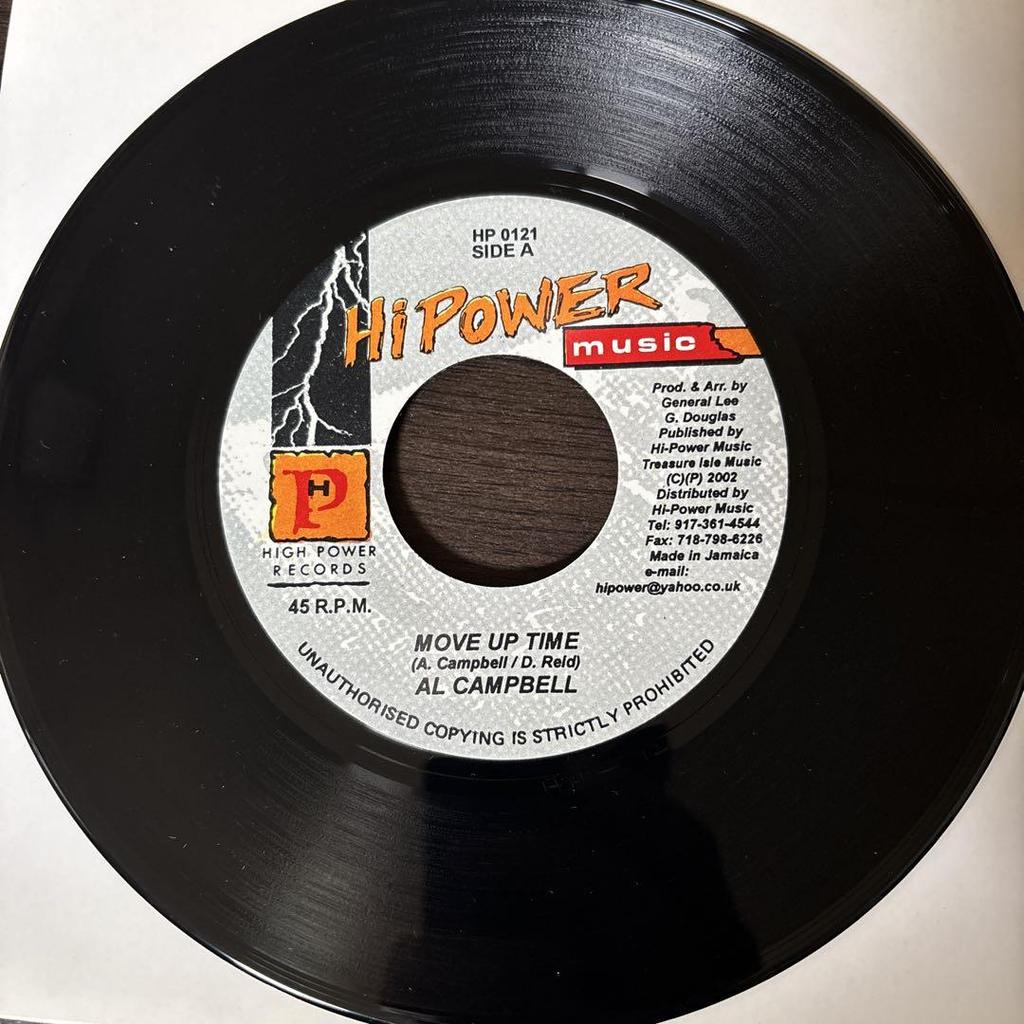 HP 0121
SIDE A
Hi POWER
music
Prod. & Arr. by
General Lee
G. Douglas
Published by
Hi-Power Music
Treasure Isle Music
(C)(P) 2002
Distributed by
Hi-Power Music
Tel: 917-361-4544
Fax: 718-798-6226
Made in Jamaica
e-mail:
hipower@yahoo.co.uk
HP
HIGH POWER
RECORDS
45 R.P.M.
MOVE UP TIME
(A. Campbell / D. Reid)
AL CAMPBELL
UNAUTHORISED COPYING IS STRICTLY PROHIBITED